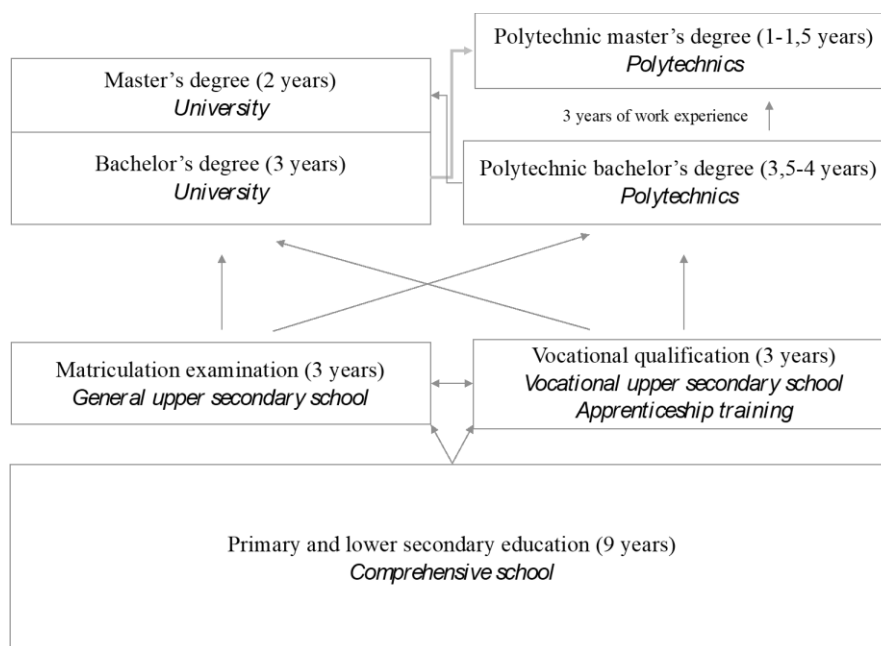 Polytechnic master’s degree (1-1,5 years)
Polytechnics
Master’s degree (2 years)
University
3 years of work experience
Bachelor’s degree (3 years)
University
Polytechnic bachelor’s degree (3,5-4 years)
Polytechnics
Matriculation examination (3 years)
General upper secondary school
Vocational qualification (3 years)
Vocational upper secondary school
Apprenticeship training
Primary and lower secondary education (9 years)
Comprehensive school